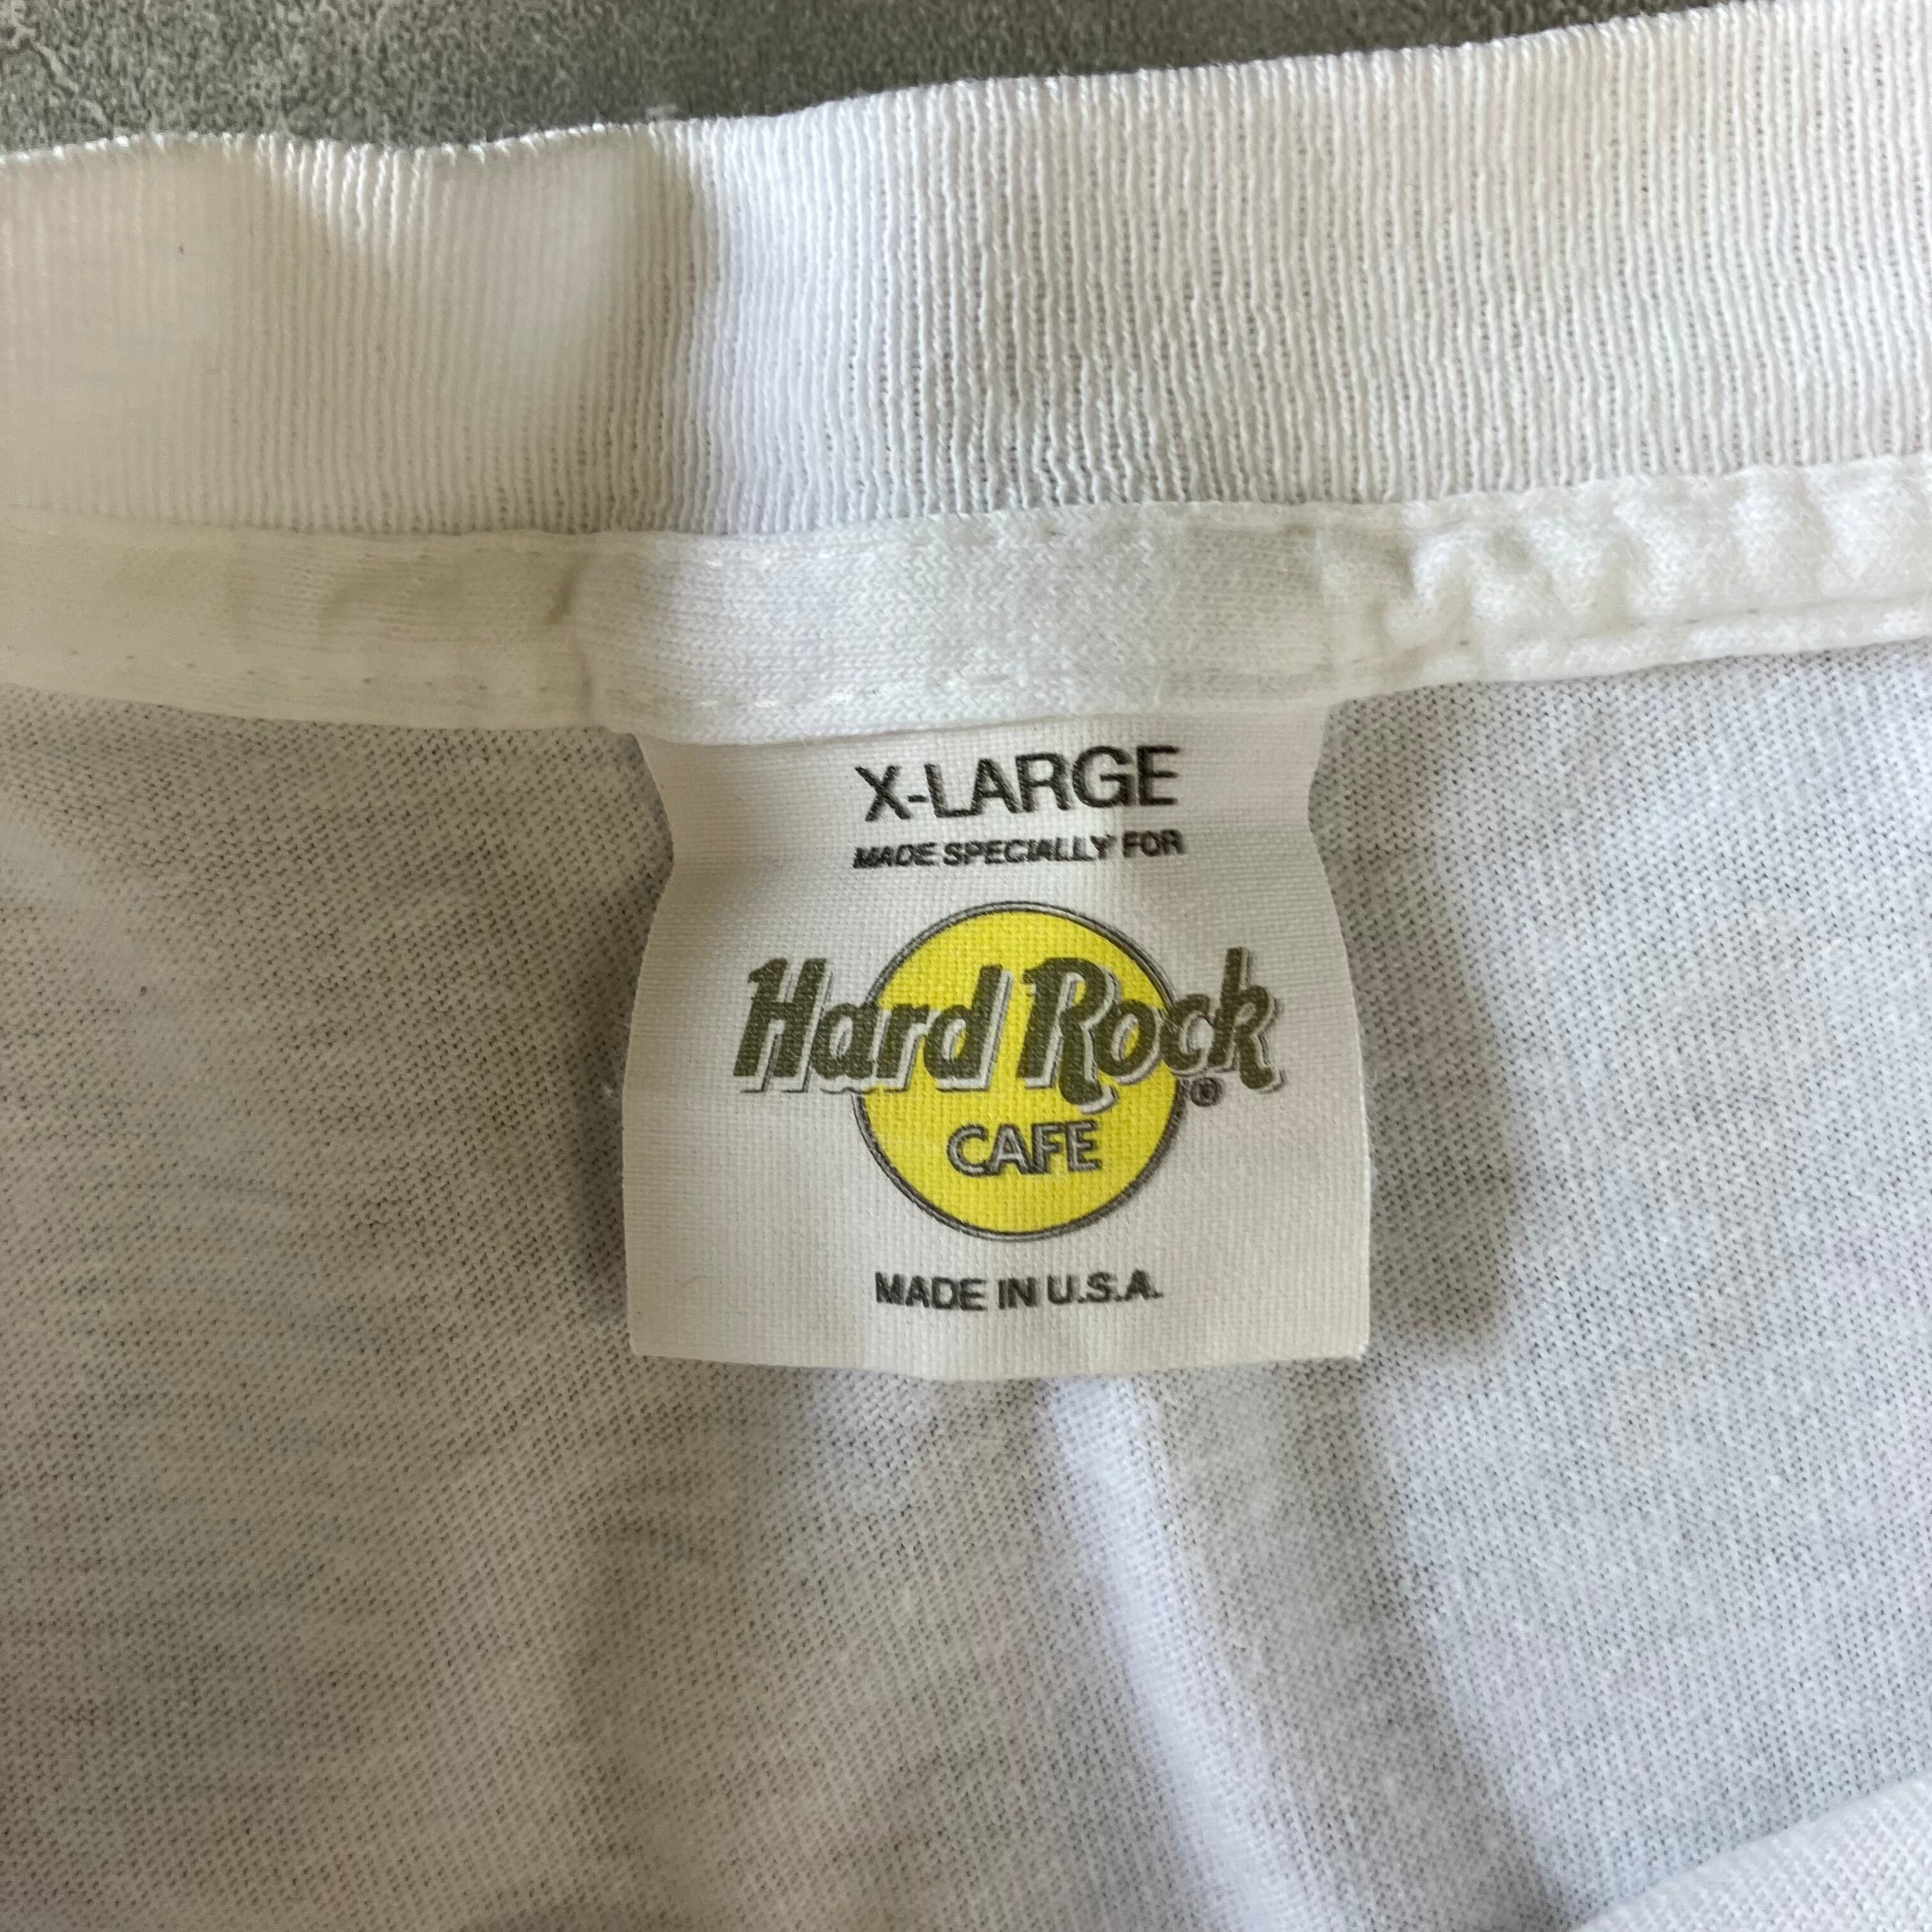 X-LARGE
MADE SPECIALLY FOR
Hard Rock ®
CAFE
MADE IN U.S.A.